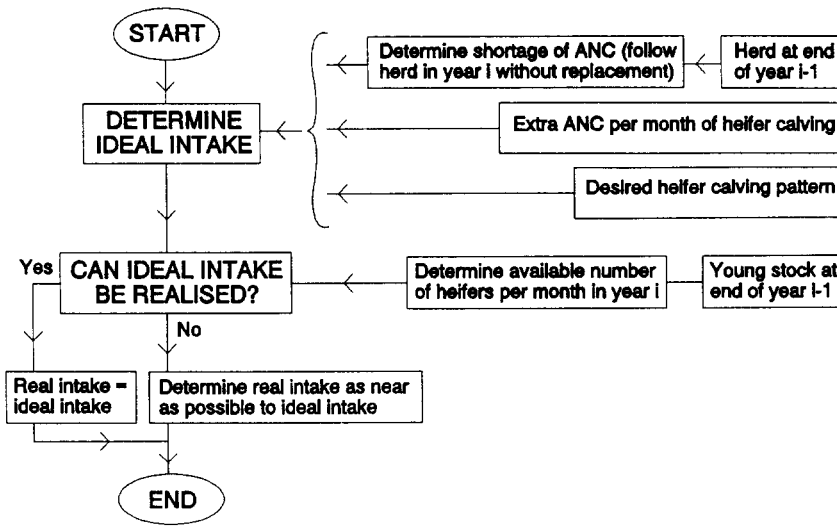 START
Determine shortage of ANC (follow
herd in year i without replacement)
Herd at end
of year i-1
DETERMINE
IDEAL INTAKE
Extra ANC per month of heifer calving
Desired heifer calving pattern
Yes
CAN IDEAL INTAKE
BE REALISED?
Determine available number
of heifers per month in year i
Young stock at
end of year i-1
No
Real intake =
ideal intake
Determine real intake as near
as possible to ideal intake
END